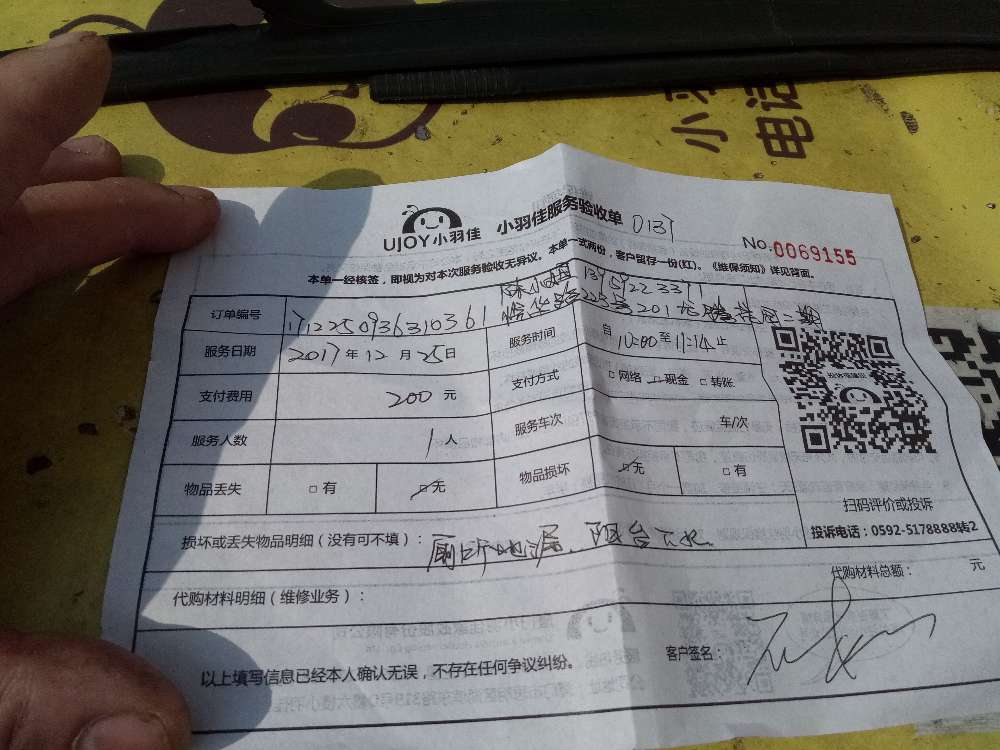 小羽
电话
UJOY小羽佳 小羽佳服务验收单 0137
No.0069155
本单一经核签，即视为对本次服务验收无异议。本单一式两份，客户留存一份(红)。《维保须知》详见背面。
订单编号 1712250936310361
服务日期 2017年12月25日 服务时间 自10:00至11:14止
支付费用 200元 支付方式 □网络 □现金 □转账
服务人数 1人 服务车次 车/次
物品丢失 □有 □无 物品损坏 □无 □有
扫码评价或投诉
投诉电话：0592-5178888转2
损坏或丢失物品明细（没有可不填）：厕所地漏、阳台下水
代购材料总额： 元
代购材料明细（维修业务）：
以上填写信息已经本人确认无误，不存在任何争议纠纷。
客户签名：